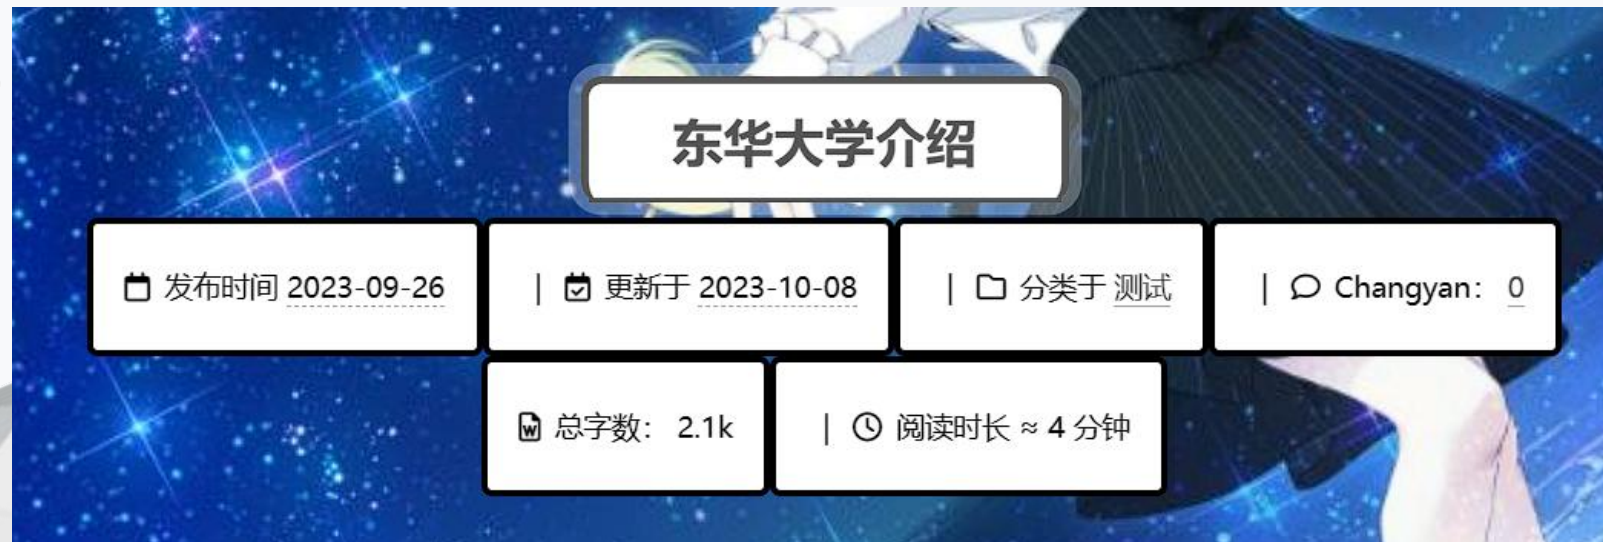 东华大学介绍
发布时间 2023-09-26 | 更新于 2023-10-08 | 分类于 测试 | Changyan： 0
总字数： 2.1k | 阅读时长 ≈ 4 分钟